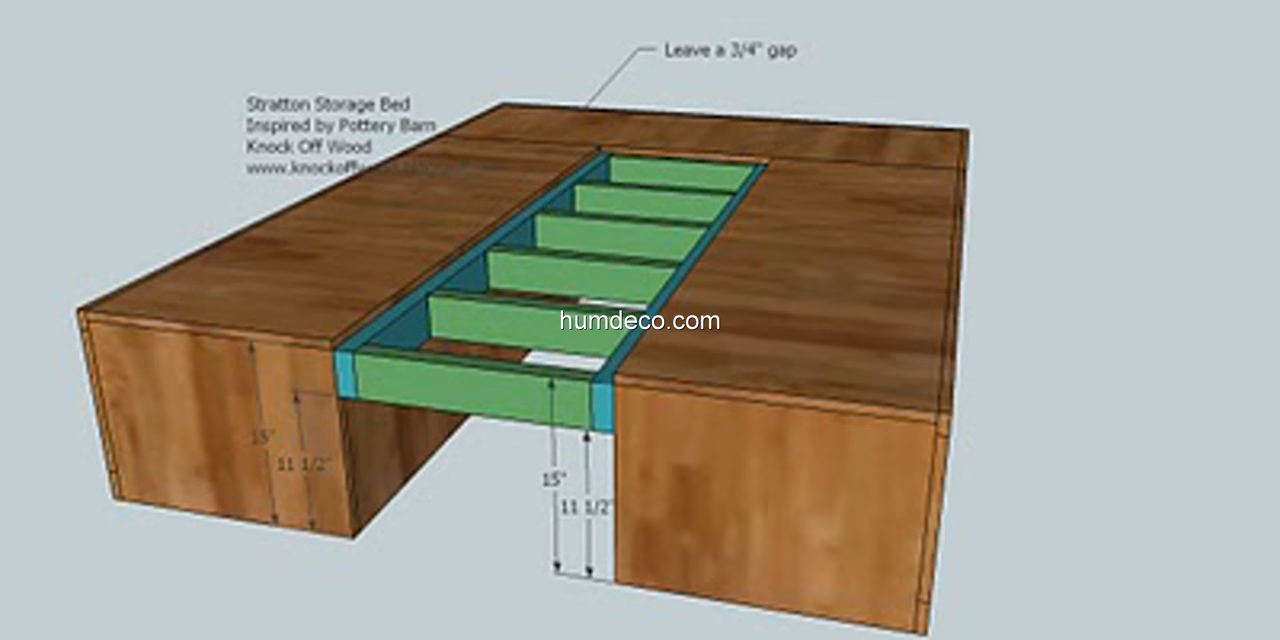 Leave a 3/4" gap
Stratton Storage Bed
Inspired by Pottery Barn
Knock Off Wood
humdeco.com
15"
11 1/2"
15"
11 1/2"